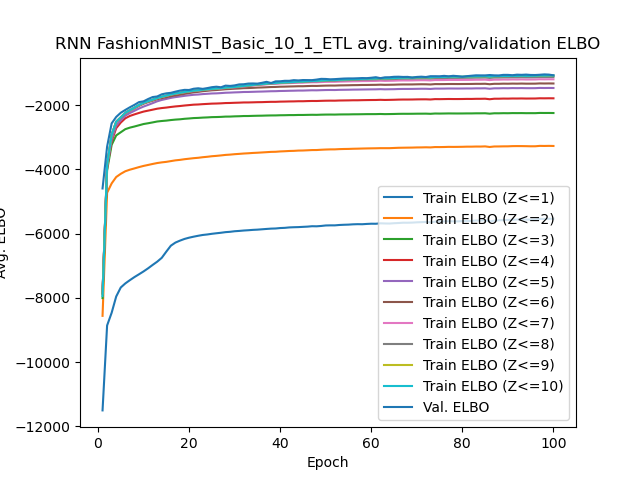 RNN FashionMNIST_Basic_10_1_ETL avg. training/validation ELBO
−2000
−4000
−6000
−8000
−10000
−12000
Avg. ELBO
0 20 40 60 80 100
Epoch
Train ELBO (Z<=1)
Train ELBO (Z<=2)
Train ELBO (Z<=3)
Train ELBO (Z<=4)
Train ELBO (Z<=5)
Train ELBO (Z<=6)
Train ELBO (Z<=7)
Train ELBO (Z<=8)
Train ELBO (Z<=9)
Train ELBO (Z<=10)
Val. ELBO